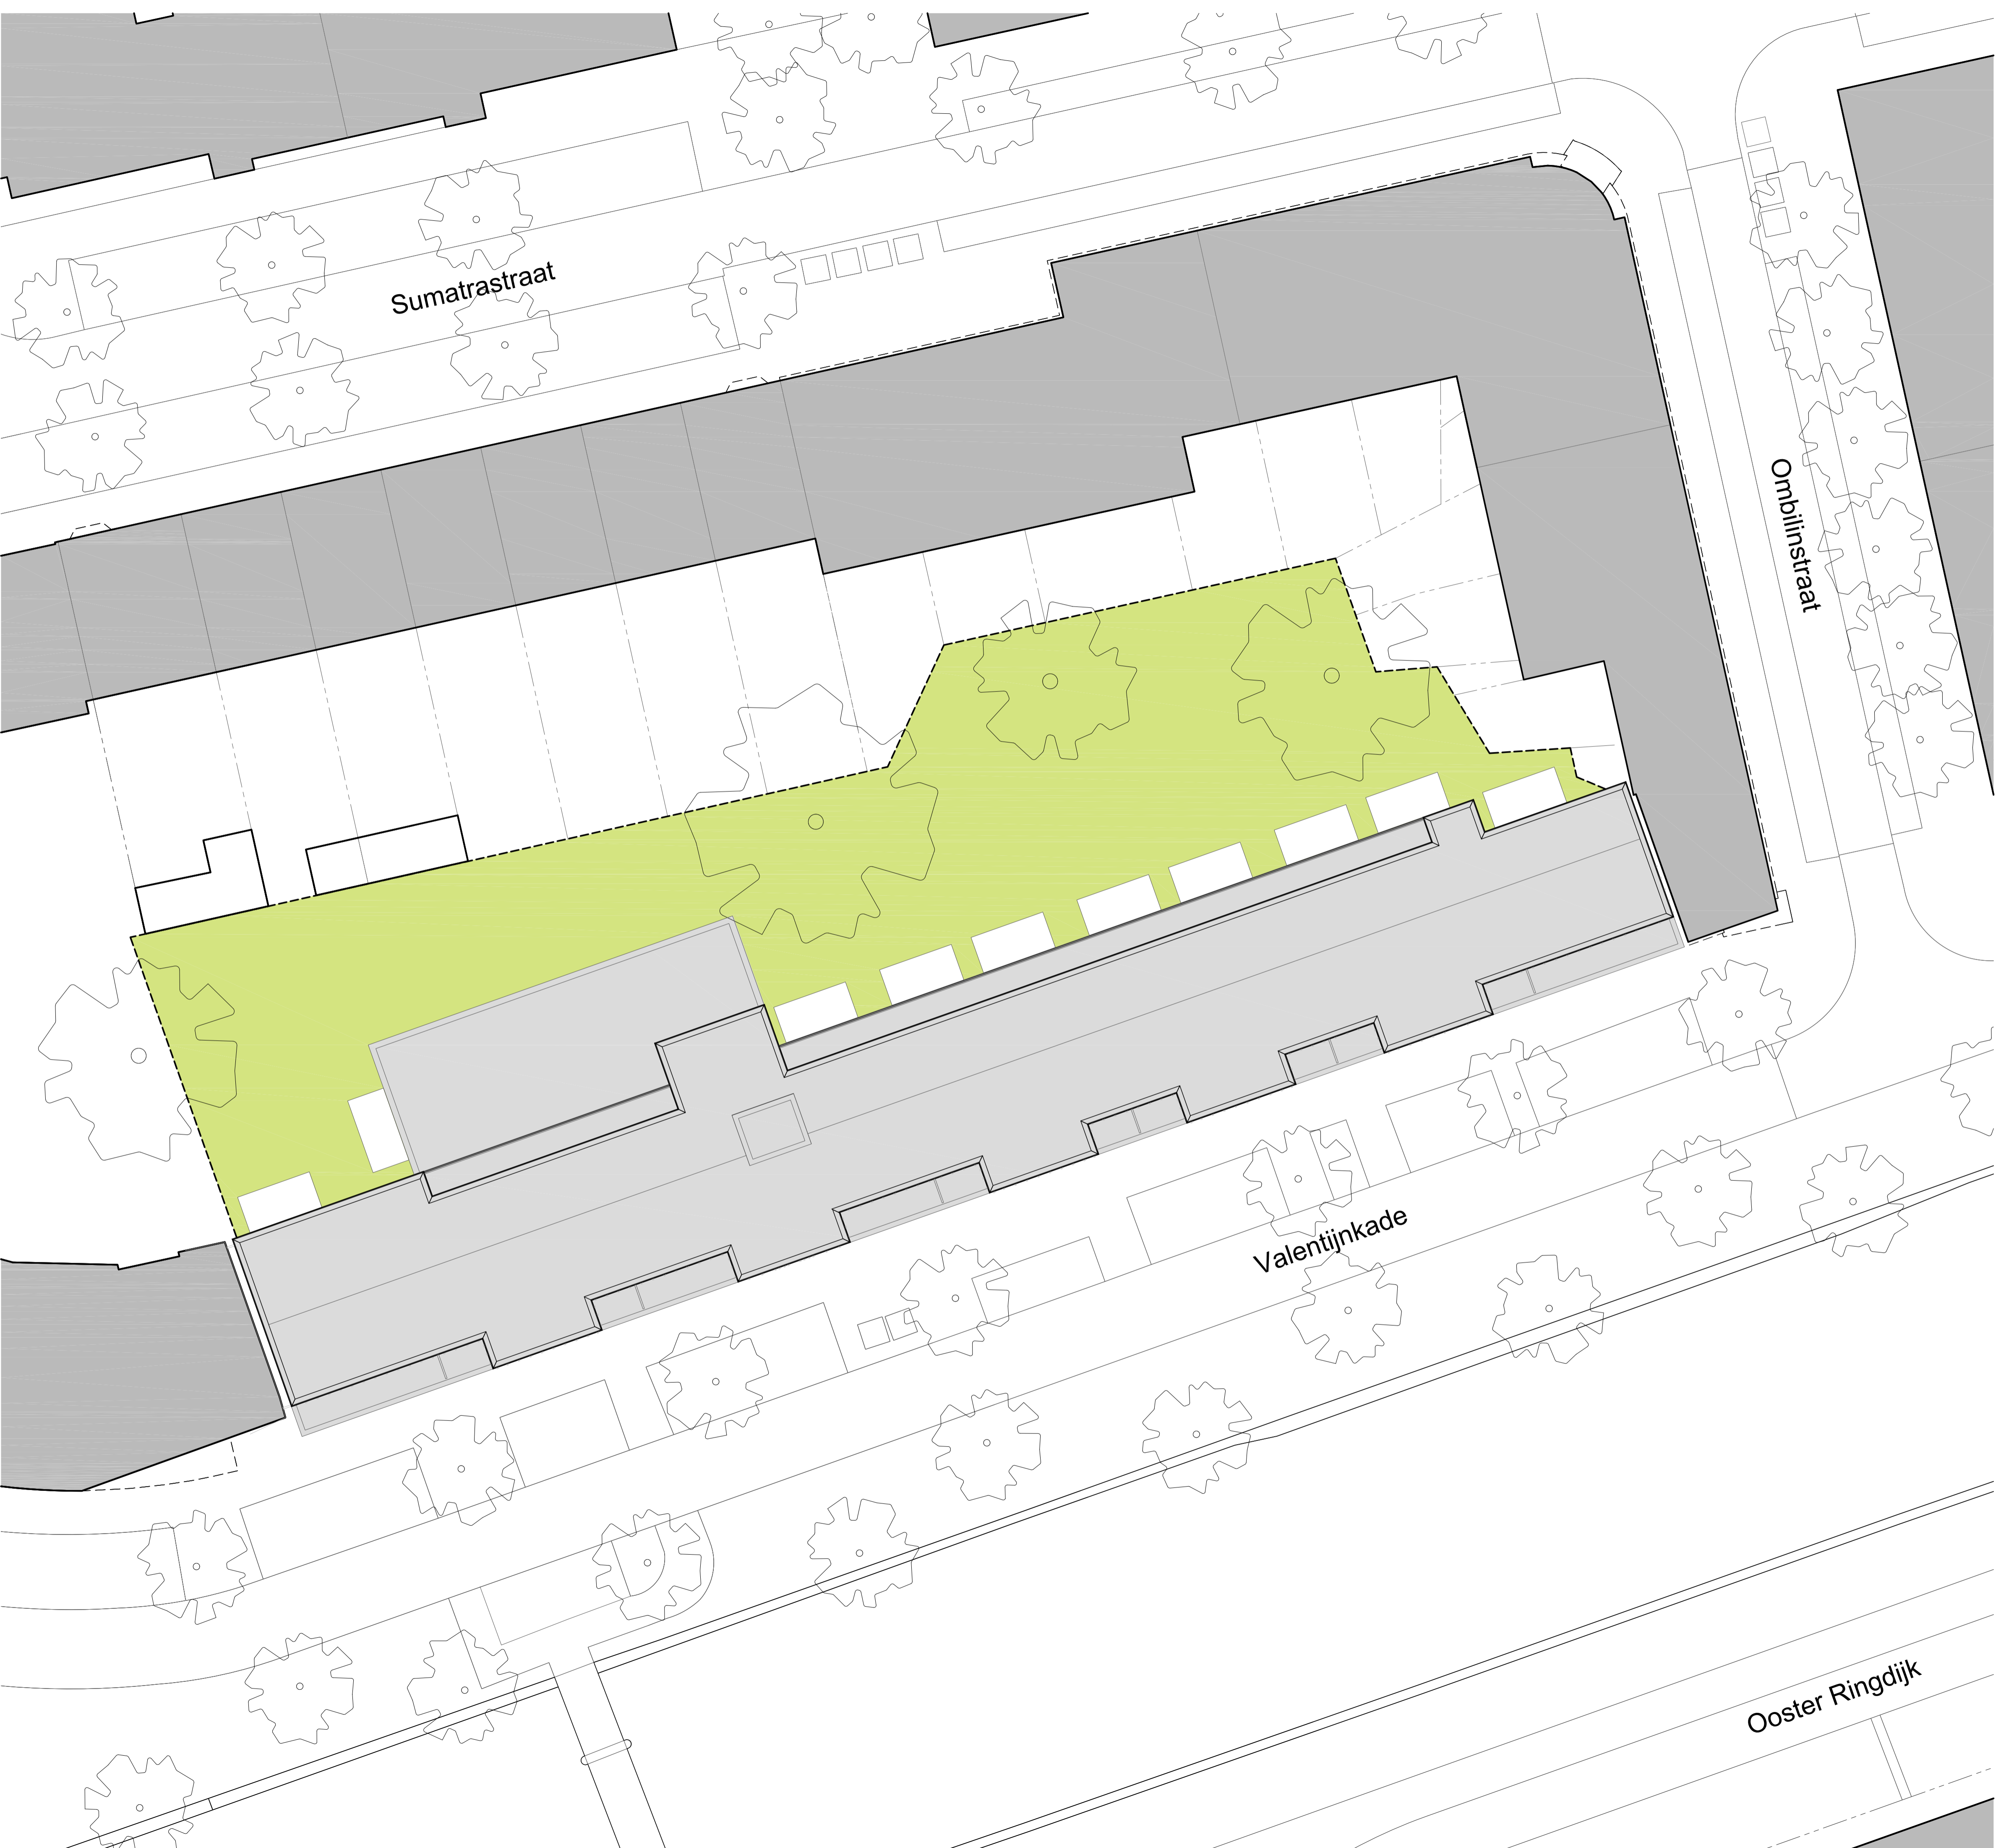 Sumatrastraat
Ombilinstraat
Valentijnkade
Ooster Ringdijk